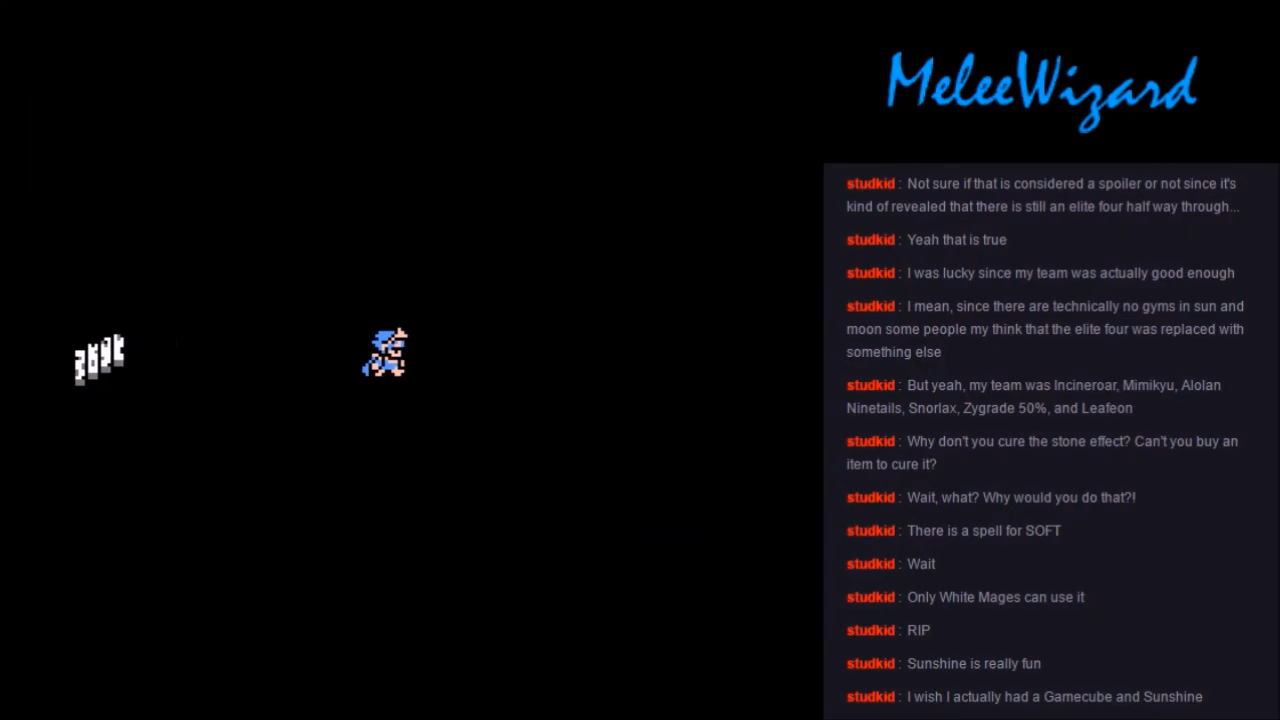 MeleeWizard
studkid : Not sure if that is considered a spoiler or not since it's
kind of revealed that there is still an elite four half way through...
studkid : Yeah that is true
studkid : I was lucky since my team was actually good enough
studkid : I mean, since there are technically no gyms in sun and
moon some people my think that the elite four was replaced with
something else
studkid : But yeah, my team was Incineroar, Mimikyu, Alolan
Ninetails, Snorlax, Zygrade 50%, and Leafeon
studkid : Why don't you cure the stone effect? Can't you buy an
item to cure it?
studkid : Wait, what? Why would you do that?!
studkid : There is a spell for SOFT
studkid : Wait
studkid : Only White Mages can use it
studkid : RIP
studkid : Sunshine is really fun
studkid : I wish I actually had a Gamecube and Sunshine